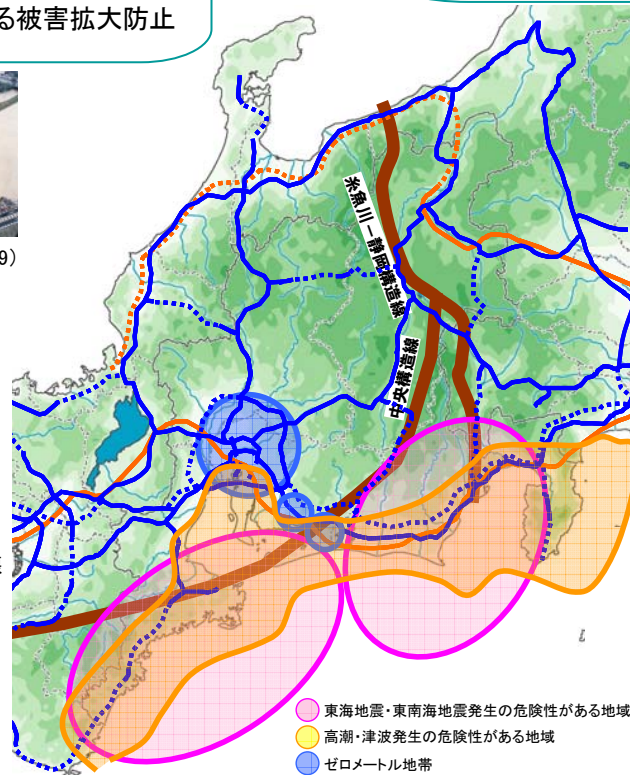 る被害拡大防止
9)
糸魚川－静岡構造線
中央構造線
東海地震・東南海地震発生の危険性がある地域
高潮・津波発生の危険性がある地域
ゼロメートル地帯